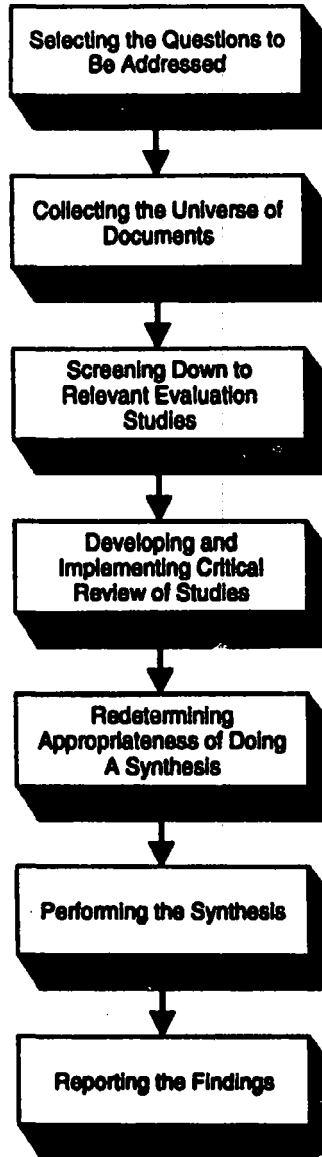 Selecting the Questions to
Be Addressed
Collecting the Universe of
Documents
Screening Down to
Relevant Evaluation
Studies
Developing and
Implementing Critical
Review of Studies
Redetermining
Appropriateness of Doing
A Synthesis
Performing the Synthesis
Reporting the Findings